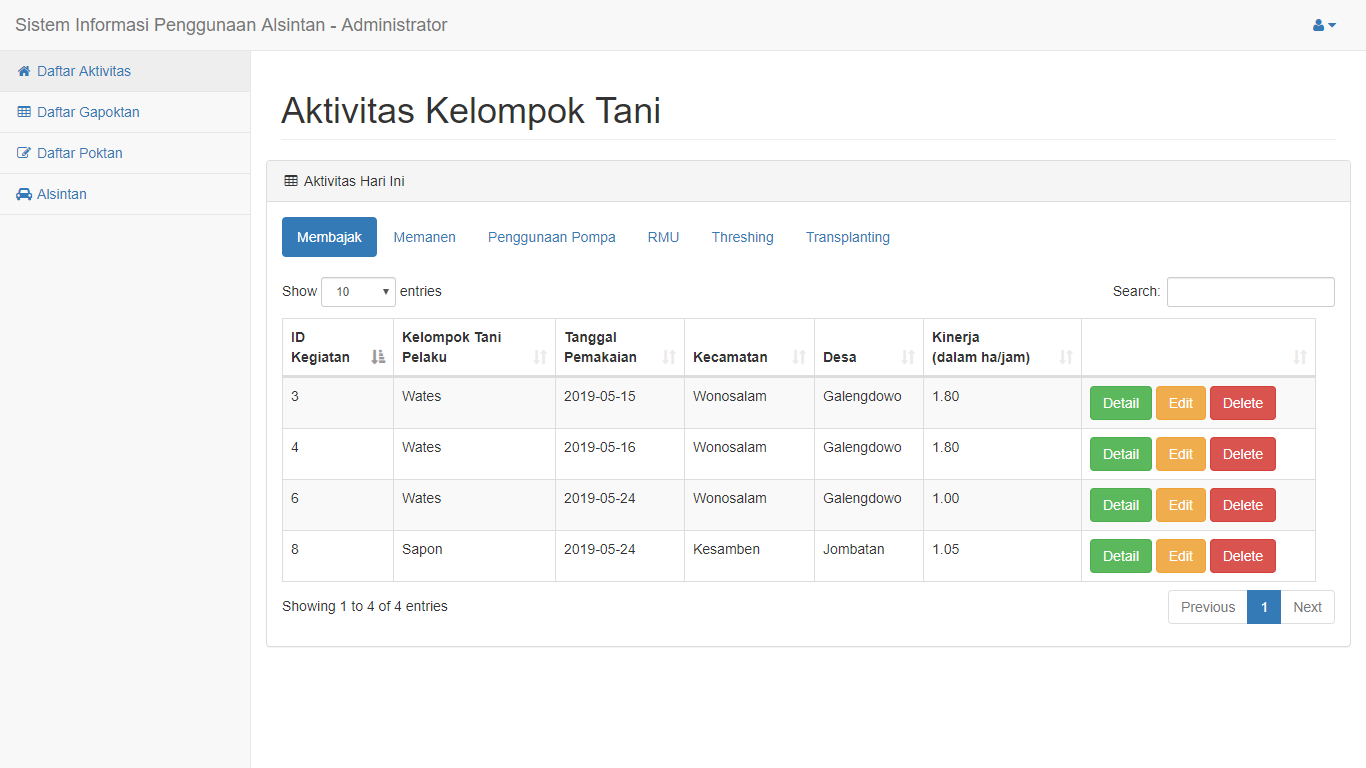 Sistem Informasi Penggunaan Alsintan - Administrator
Daftar Aktivitas
Daftar Gapoktan
Daftar Poktan
Alsintan
Aktivitas Kelompok Tani
Aktivitas Hari Ini
Membajak Memanen Penggunaan Pompa RMU Threshing Transplanting
Show 10 entries Search:
ID Kegiatan Kelompok Tani Pelaku Tanggal Pemakaian Kecamatan Desa Kinerja (dalam ha/jam)
3 Wates 2019-05-15 Wonosalam Galengdowo 1.80 Detail Edit Delete
4 Wates 2019-05-16 Wonosalam Galengdowo 1.80 Detail Edit Delete
6 Wates 2019-05-24 Wonosalam Galengdowo 1.00 Detail Edit Delete
8 Sapon 2019-05-24 Kesamben Jombatan 1.05 Detail Edit Delete
Showing 1 to 4 of 4 entries Previous 1 Next